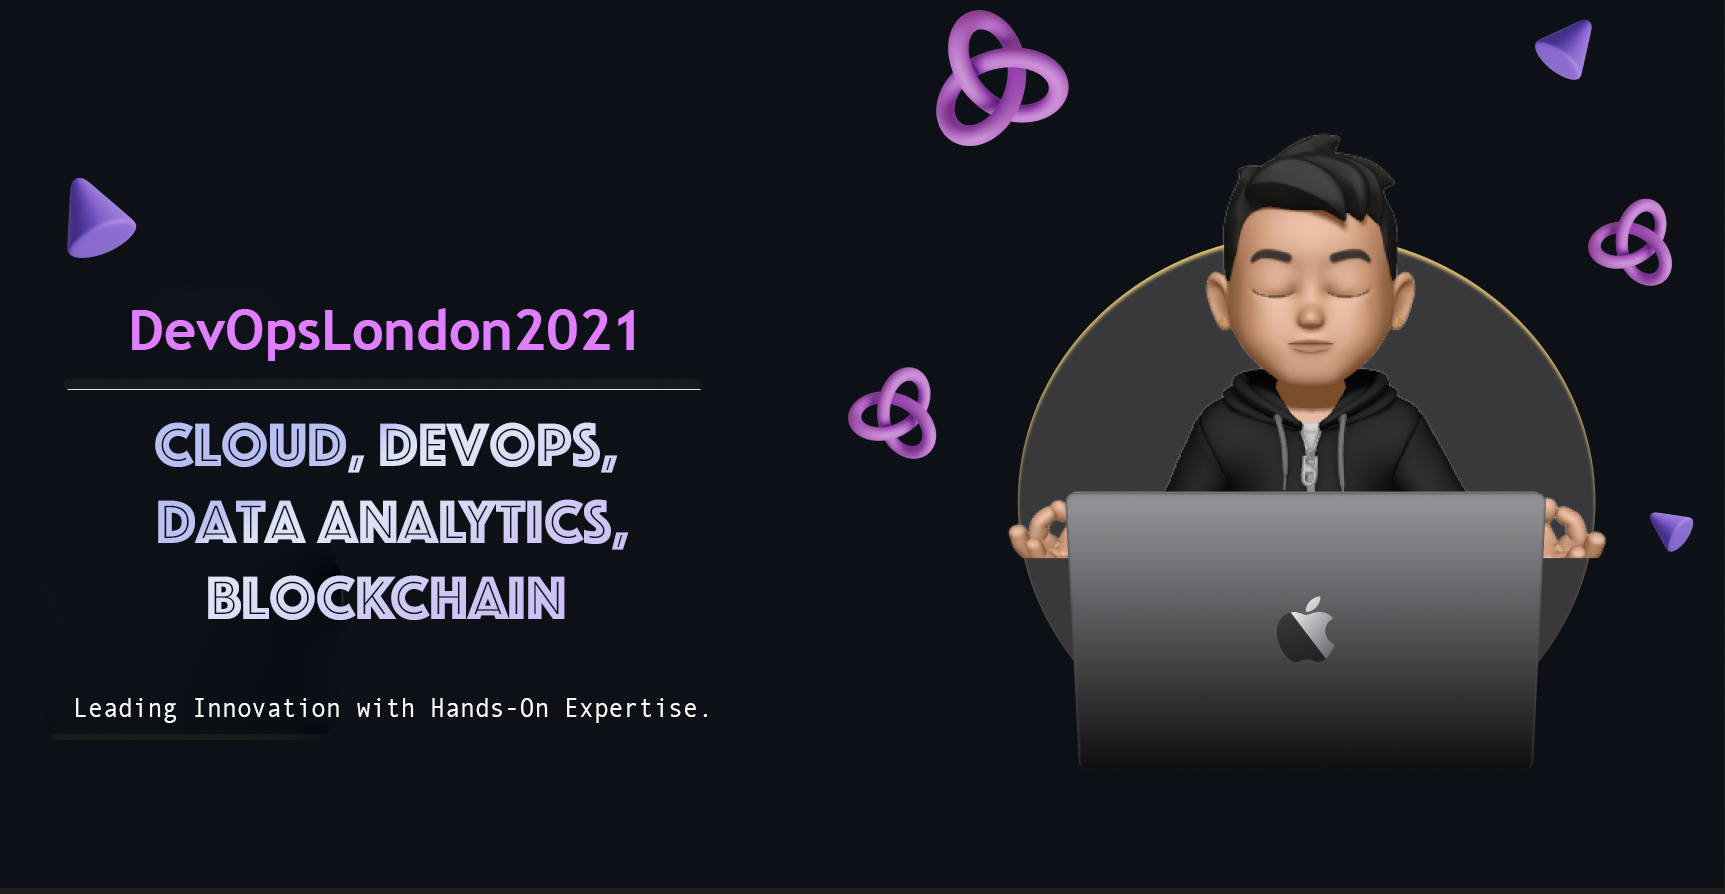 DevOpsLondon2021
CLOUD, DEVOPS,
DATA ANALYTICS,
BLOCKCHAIN
Leading Innovation with Hands-On Expertise.